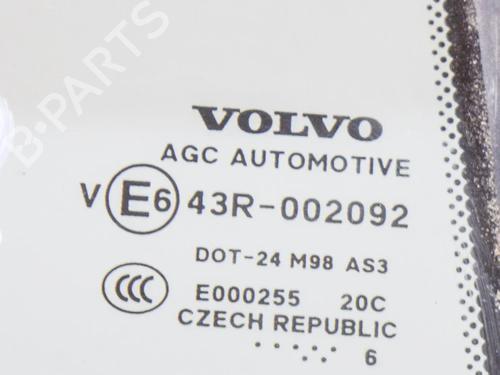 B-PARTS
VOLVO
AGC AUTOMOTIVE
V E6 43R-002092
DOT-24 M98 AS3
CCC E000255 20C
CZECH REPUBLIC
6